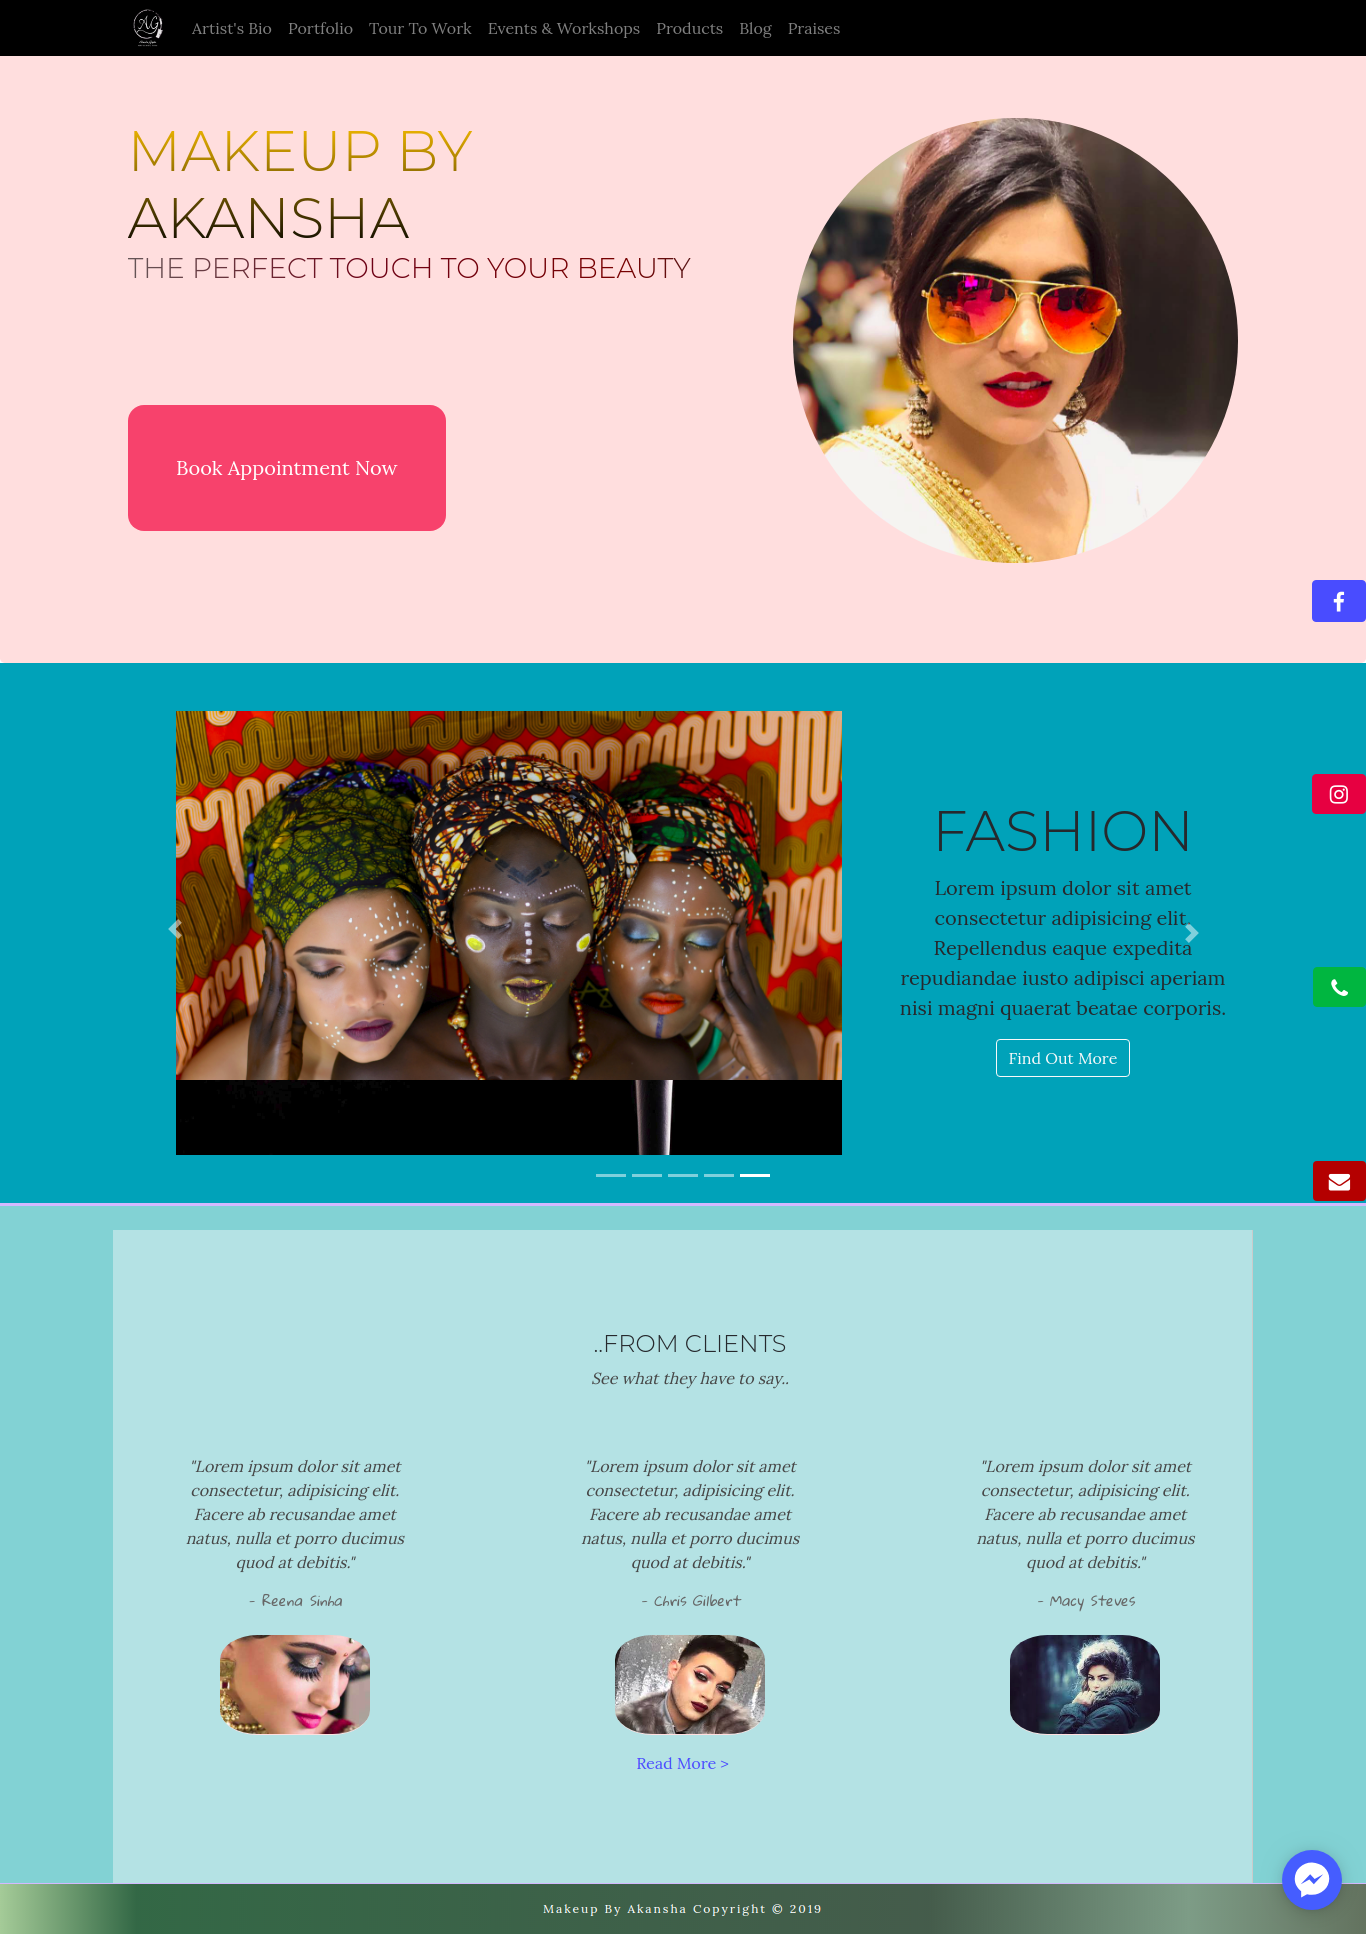 AG
Artist's Bio Portfolio Tour To Work Events & Workshops Products Blog Praises
MAKEUP BY
AKANSHA
THE PERFECT TOUCH TO YOUR BEAUTY
Book Appointment Now
FASHION
Lorem ipsum dolor sit amet
consectetur adipisicing elit.
Repellendus eaque expedita
repudiandae iusto adipisci aperiam
nisi magni quaerat beatae corporis.
Find Out More
..FROM CLIENTS
See what they have to say..
"Lorem ipsum dolor sit amet
consectetur, adipisicing elit.
Facere ab recusandae amet
natus, nulla et porro ducimus
quod at debitis."
- Reena Sinha
"Lorem ipsum dolor sit amet
consectetur, adipisicing elit.
Facere ab recusandae amet
natus, nulla et porro ducimus
quod at debitis."
- Chris Gilbert
"Lorem ipsum dolor sit amet
consectetur, adipisicing elit.
Facere ab recusandae amet
natus, nulla et porro ducimus
quod at debitis."
- Macy Steves
Read More >
Makeup By Akansha Copyright © 2019